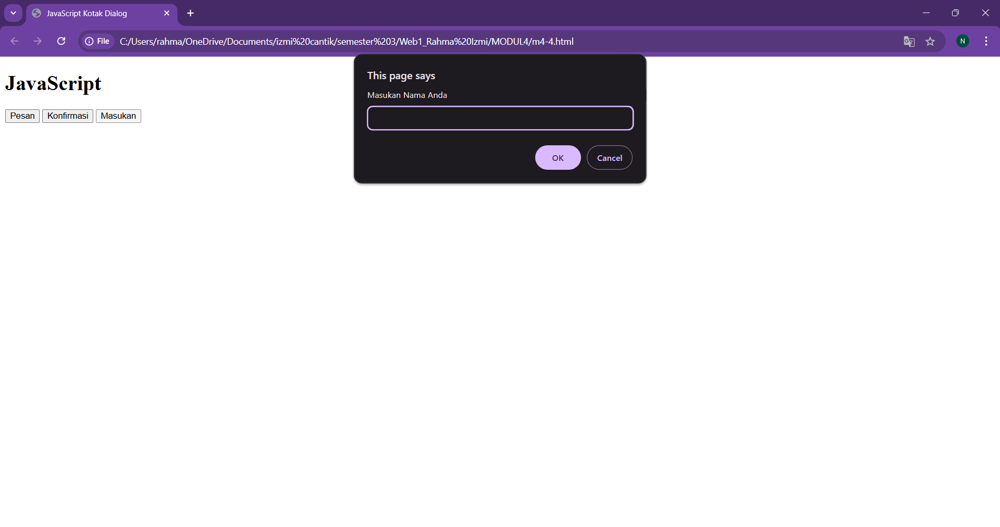 JavaScript Kotak Dialog
File C:/Users/rahma/OneDrive/Documents/izmi%20cantik/semester%203/Web1_Rahma%20Izmi/MODUL4/m4-4.html
N
This page says
Masukan Nama Anda
OK Cancel
JavaScript
Pesan Konfirmasi Masukan